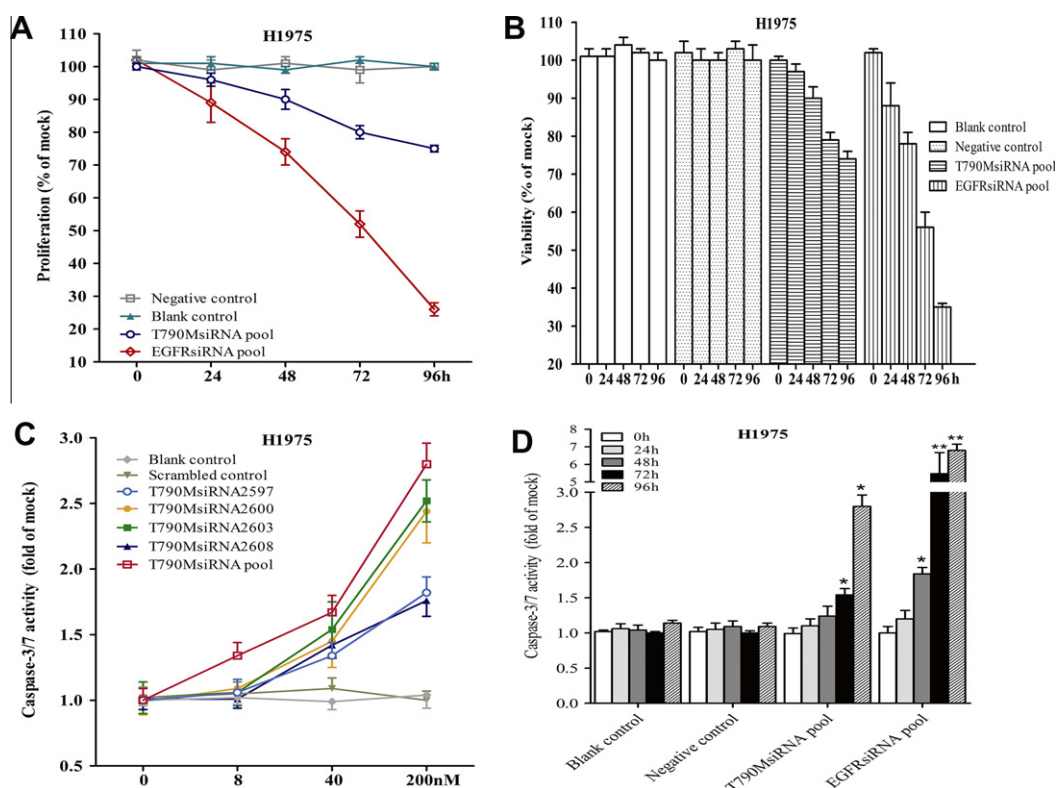 A
H1975
110
100
90
80
70
60
50
40
30
20
10
Proliferation (% of mock)
Negative control
Blank control
T790MsiRNA pool
EGFRsiRNA pool
0 24 48 72 96h
B
H1975
110
100
90
80
70
60
50
40
30
20
Viability (% of mock)
Blank control
Negative control
T790MsiRNA pool
EGFRsiRNA pool
0 24 48 72 96 0 24 48 72 96 0 24 48 72 96 0 24 48 72 96h
C
H1975
3.0
2.5
2.0
1.5
1.0
0.5
Caspase-3/7 activity (fold of mock)
Blank control
Scrambled control
T790MsiRNA2597
T790MsiRNA2600
T790MsiRNA2603
T790MsiRNA2608
T790MsiRNA pool
0 8 40 200nM
D
H1975
8
7
6
5
3.0
2.5
2.0
1.5
1.0
0.5
0.0
Caspase-3/7 activity (fold of mock)
0h
24h
48h
72h
96h
* * * ** **
Blank control
Negative control
T790MsiRNA pool
EGFRsiRNA pool